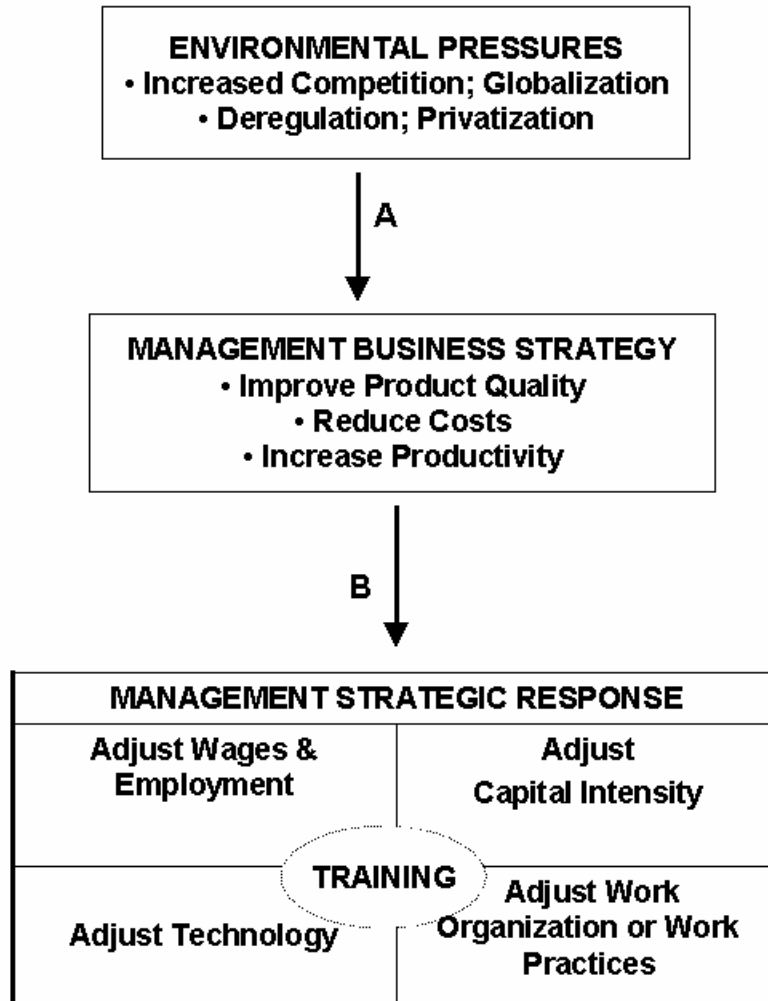 ENVIRONMENTAL PRESSURES
• Increased Competition; Globalization
• Deregulation; Privatization
A
MANAGEMENT BUSINESS STRATEGY
• Improve Product Quality
• Reduce Costs
• Increase Productivity
B
MANAGEMENT STRATEGIC RESPONSE
Adjust Wages &
Employment
Adjust
Capital Intensity
TRAINING
Adjust Technology
Adjust Work
Organization or Work
Practices